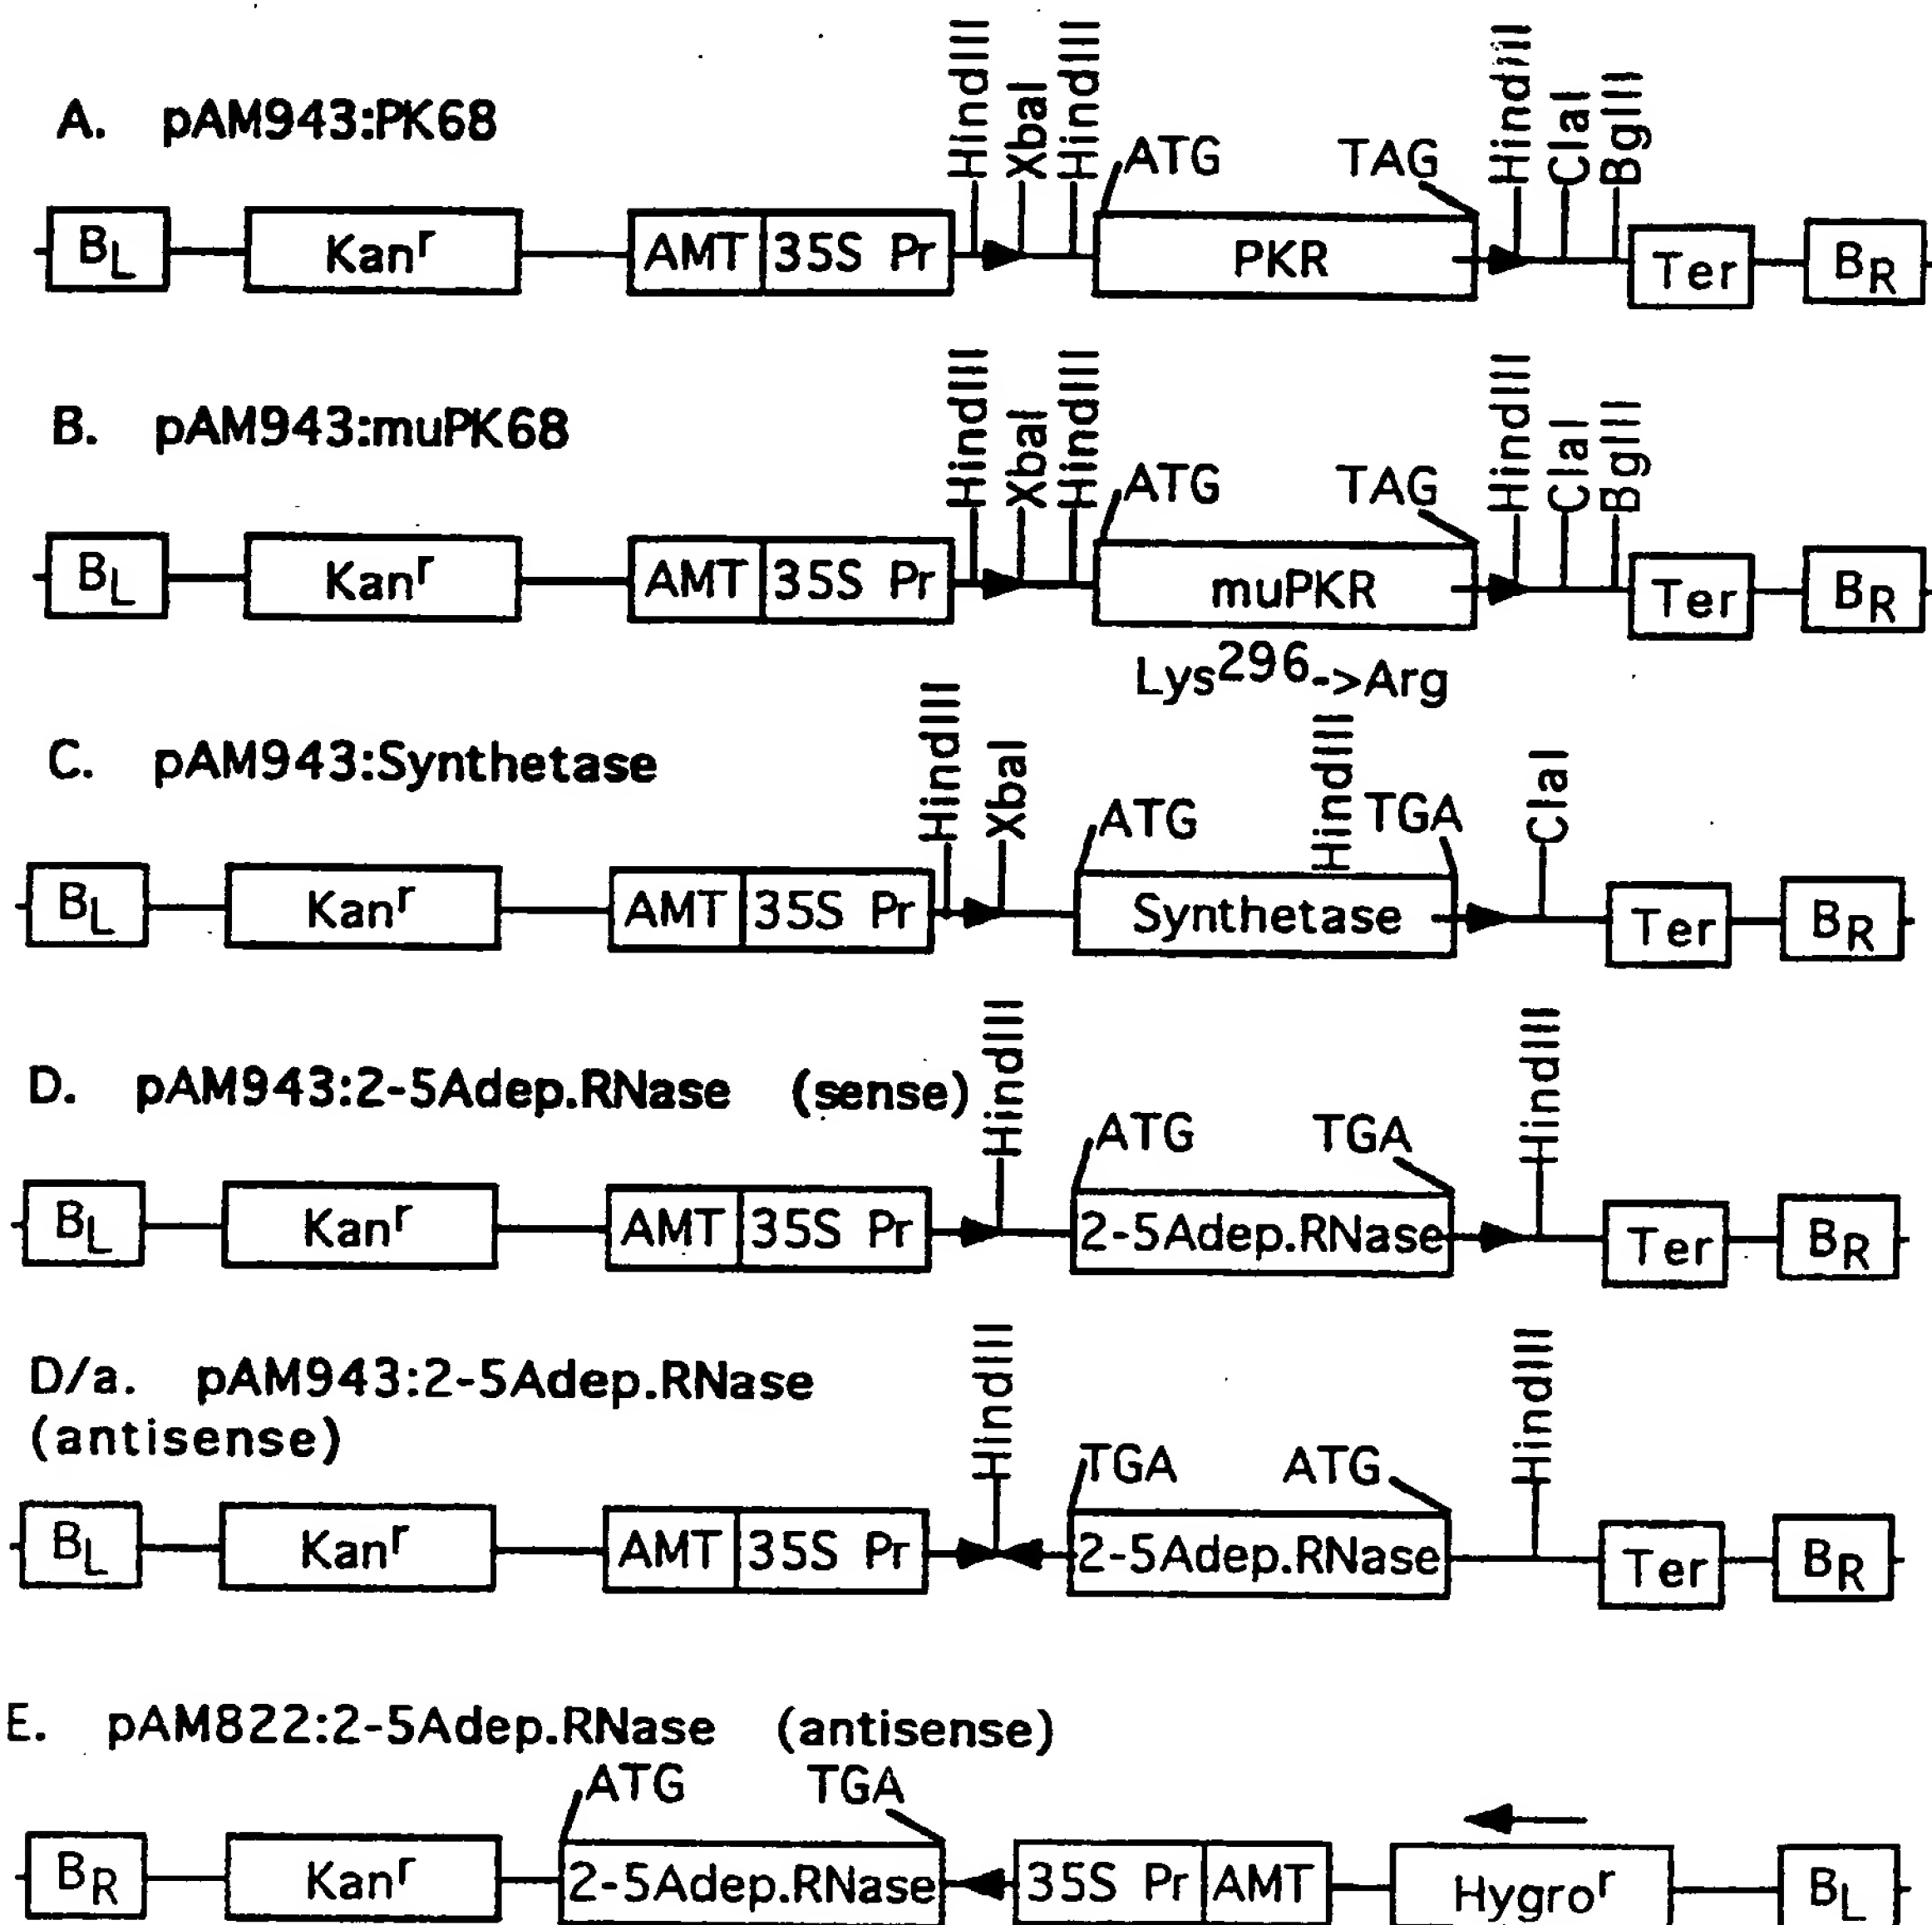 HindIII XbaI HindIII HindIII ClaI BglII
A. pAM943:PK68
ATG TAG
BL Kanr AMT 35S Pr PKR Ter BR
HindIII XbaI HindIII HindIII ClaI BglII
B. pAM943:muPK68
ATG TAG
BL Kanr AMT 35S Pr muPKR Ter BR
Lys296->Arg
HindIII XbaI HindIII ClaI
C. pAM943:Synthetase
ATG TGA
BL Kanr AMT 35S Pr Synthetase Ter BR
HindIII HindIII
D. pAM943:2-5Adep.RNase (sense)
ATG TGA
BL Kanr AMT 35S Pr 2-5Adep.RNase Ter BR
HindIII HindIII
D/a. pAM943:2-5Adep.RNase
(antisense)
TGA ATG
BL Kanr AMT 35S Pr 2-5Adep.RNase Ter BR
E. pAM822:2-5Adep.RNase (antisense)
ATG TGA
BR Kanr 2-5Adep.RNase 35S Pr AMT Hygror BL